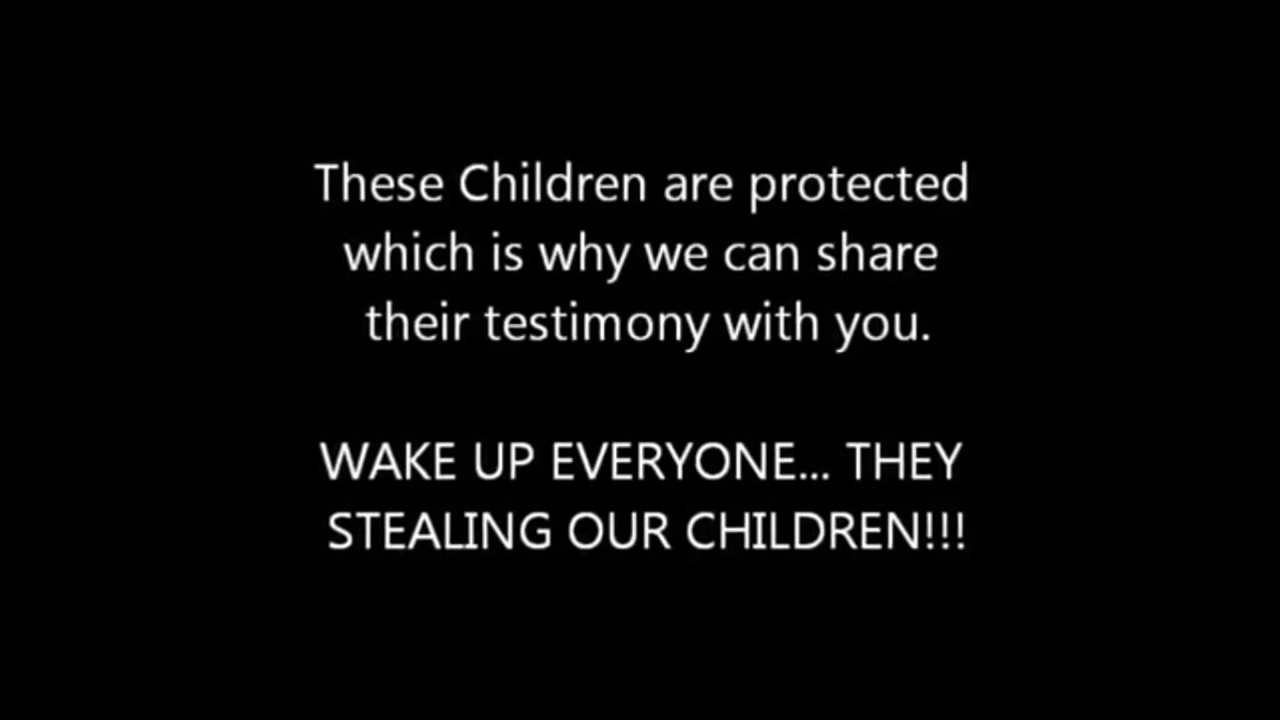 These Children are protected
which is why we can share
their testimony with you.
WAKE UP EVERYONE... THEY
STEALING OUR CHILDREN!!!